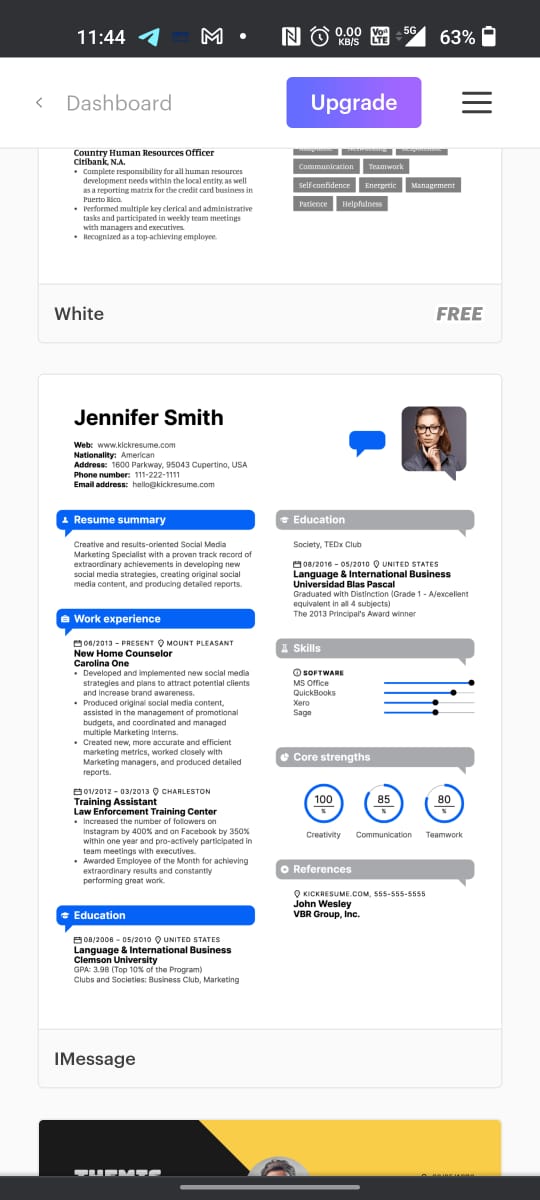 11:44
0.00
KB/S
Vo
LTE
5G
63%
Dashboard
Upgrade
Country Human Resources Officer
Citibank, N.A.
• Complete responsibility for all human resources
development needs within the local entity, as well
as a reporting matrix for the credit card business in
Puerto Rico.
• Performed multiple key clerical and administrative
tasks and participated in weekly team meetings
with managers and executives.
• Recognized as a top-achieving employee.
Communication Teamwork
Self-confidence Energetic Management
Patience Helpfulness
White
FREE
Jennifer Smith
Web: www.kickresume.com
Nationality: American
Address: 1600 Parkway, 95043 Cupertino, USA
Phone number: 111-222-1111
Email address: hello@kickresume.com
Resume summary
Creative and results-oriented Social Media
Marketing Specialist with a proven track record of
extraordinary achievements in developing new
social media strategies, creating original social
media content, and producing detailed reports.
Work experience
06/2013 – PRESENT MOUNT PLEASANT
New Home Counselor
Carolina One
• Developed and implemented new social media
strategies and plans to attract potential clients
and increase brand awareness.
• Produced original social media content,
assisted in the management of promotional
budgets, and coordinated and managed
multiple Marketing Interns.
• Created new, more accurate and efficient
marketing metrics, worked closely with
Marketing managers, and produced detailed
reports.
01/2012 – 03/2013 CHARLESTON
Training Assistant
Law Enforcement Training Center
• Increased the number of followers on
Instagram by 400% and on Facebook by 350%
within one year and pro-actively participated in
team meetings with executives.
• Awarded Employee of the Month for achieving
extraordinary results and constantly
performing great work.
Education
08/2006 – 05/2010 UNITED STATES
Language & International Business
Clemson University
GPA: 3.98 (Top 10% of the Program)
Clubs and Societies: Business Club, Marketing
Education
Society, TEDx Club
08/2016 – 05/2010 UNITED STATES
Language & International Business
Universidad Blas Pascal
Graduated with Distinction (Grade 1 - A/excellent
equivalent in all 4 subjects)
The 2013 Principal's Award winner
Skills
SOFTWARE
MS Office
QuickBooks
Xero
Sage
Core strengths
100 %
85 %
80 %
Creativity Communication Teamwork
References
KICKRESUME.COM, 555-555-5555
John Wesley
VBR Group, Inc.
IMessage